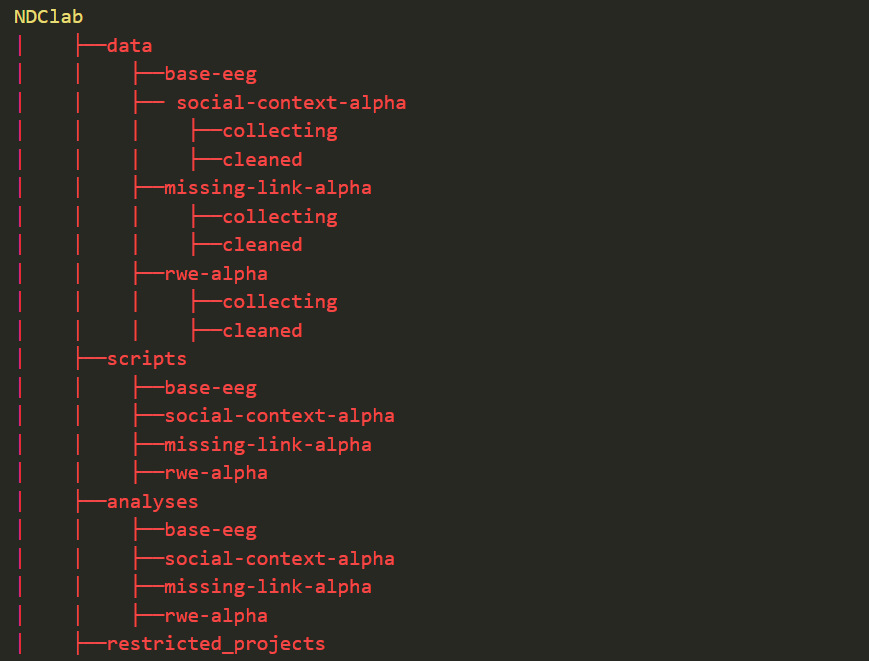 NDClab
│    ├──data
│    │    ├──base-eeg
│    │    ├── social-context-alpha
│    │    │    ├──collecting
│    │    │    ├──cleaned
│    │    ├──missing-link-alpha
│    │    │    ├──collecting
│    │    │    ├──cleaned
│    │    ├──rwe-alpha
│    │    │    ├──collecting
│    │    │    ├──cleaned
│    ├──scripts
│    │    ├──base-eeg
│    │    ├──social-context-alpha
│    │    ├──missing-link-alpha
│    │    ├──rwe-alpha
│    ├──analyses
│    │    ├──base-eeg
│    │    ├──social-context-alpha
│    │    ├──missing-link-alpha
│    │    ├──rwe-alpha
│    ├──restricted_projects